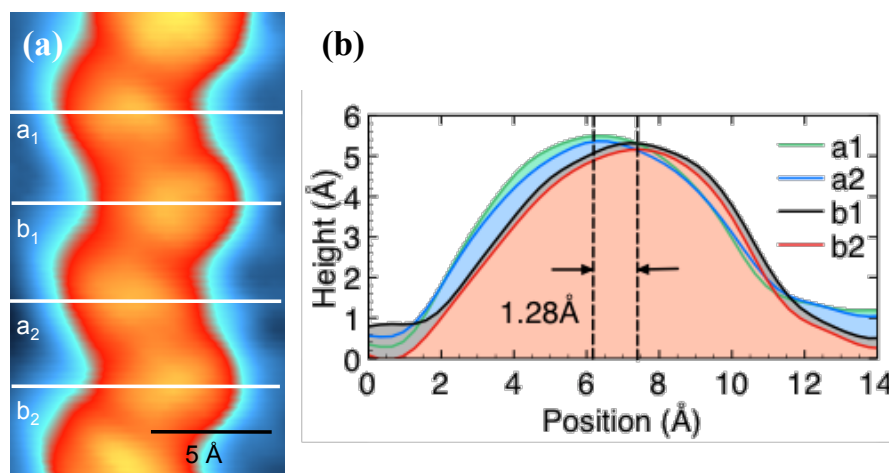 (a)
a1
b1
a2
b2
5 Å
(b)
6
5
4
3
2
1
0
Height (Å)
a1
a2
b1
b2
1.28Å
0 2 4 6 8 10 12 14
Position (Å)